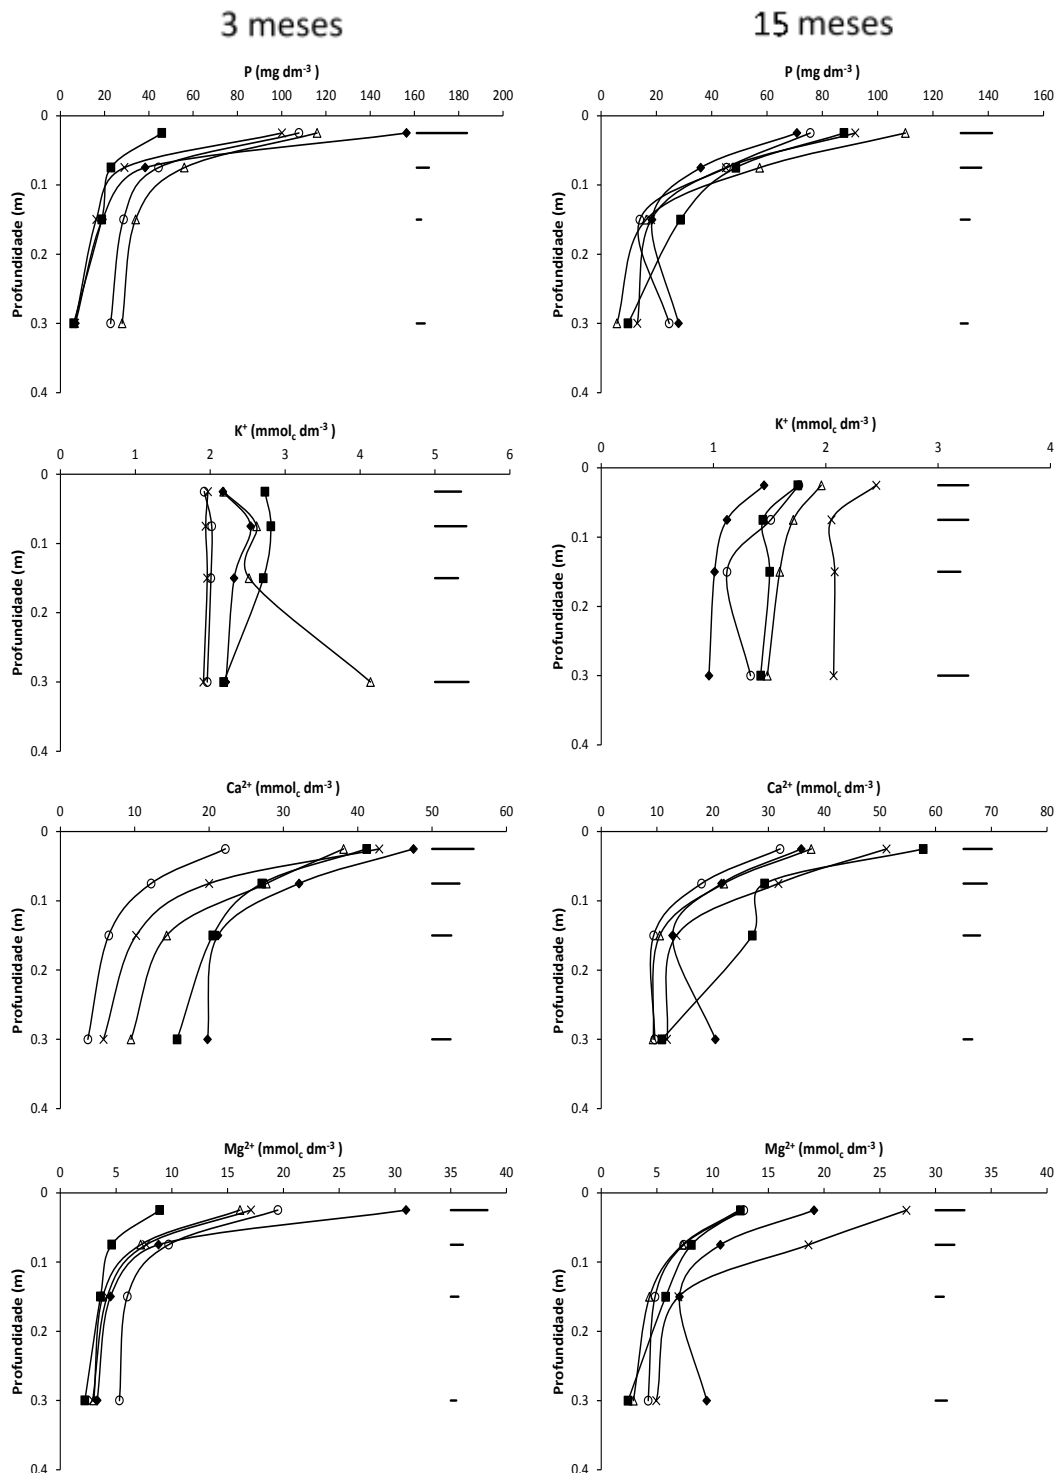 3 meses
15 meses
P (mg dm⁻³ )
0 20 40 60 80 100 120 140 160 180 200
0
0.1
0.2
0.3
0.4
Profundidade (m)
P (mg dm⁻³ )
0 20 40 60 80 100 120 140 160
0
0.1
0.2
0.3
0.4
Profundidade (m)
K⁺ (mmol꜀ dm⁻³ )
0 1 2 3 4 5 6
0
0.1
0.2
0.3
0.4
Profundidade (m)
K⁺ (mmol꜀ dm⁻³ )
0 1 2 3 4
0
0.1
0.2
0.3
0.4
Profundidade (m)
Ca²⁺ (mmol꜀ dm⁻³ )
0 10 20 30 40 50 60
0
0.1
0.2
0.3
0.4
Profundidade (m)
Ca²⁺ (mmol꜀ dm⁻³ )
0 10 20 30 40 50 60 70 80
0
0.1
0.2
0.3
0.4
Profundidade (m)
Mg²⁺ (mmol꜀ dm⁻³ )
0 5 10 15 20 25 30 35 40
0
0.1
0.2
0.3
0.4
Profundidade (m)
Mg²⁺ (mmol꜀ dm⁻³ )
0 5 10 15 20 25 30 35 40
0
0.1
0.2
0.3
0.4
Profundidade (m)